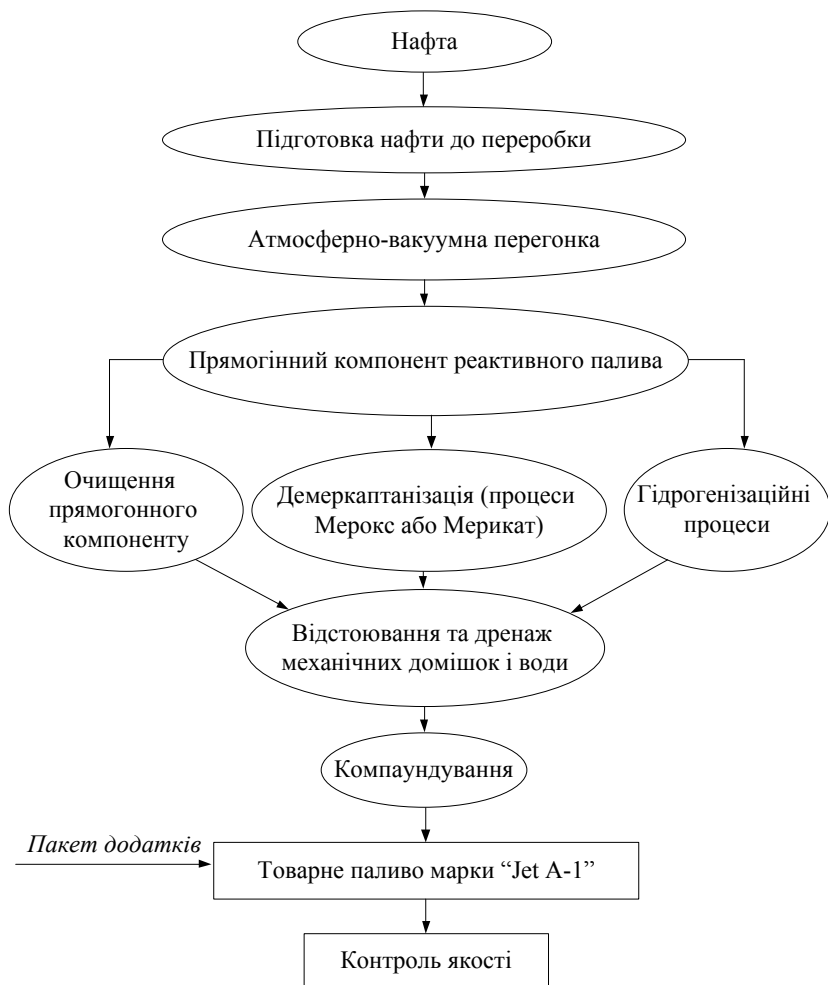 Нафта
Підготовка нафти до переробки
Атмосферно-вакуумна перегонка
Прямогінний компонент реактивного палива
Очищення
прямогонного
компоненту
Демеркаптанізація (процеси
Мерокс або Мерикат)
Гідрогенізаційні
процеси
Відстоювання та дренаж
механічних домішок і води
Компаундування
Пакет додатків
Товарне паливо марки “Jet A-1”
Контроль якості